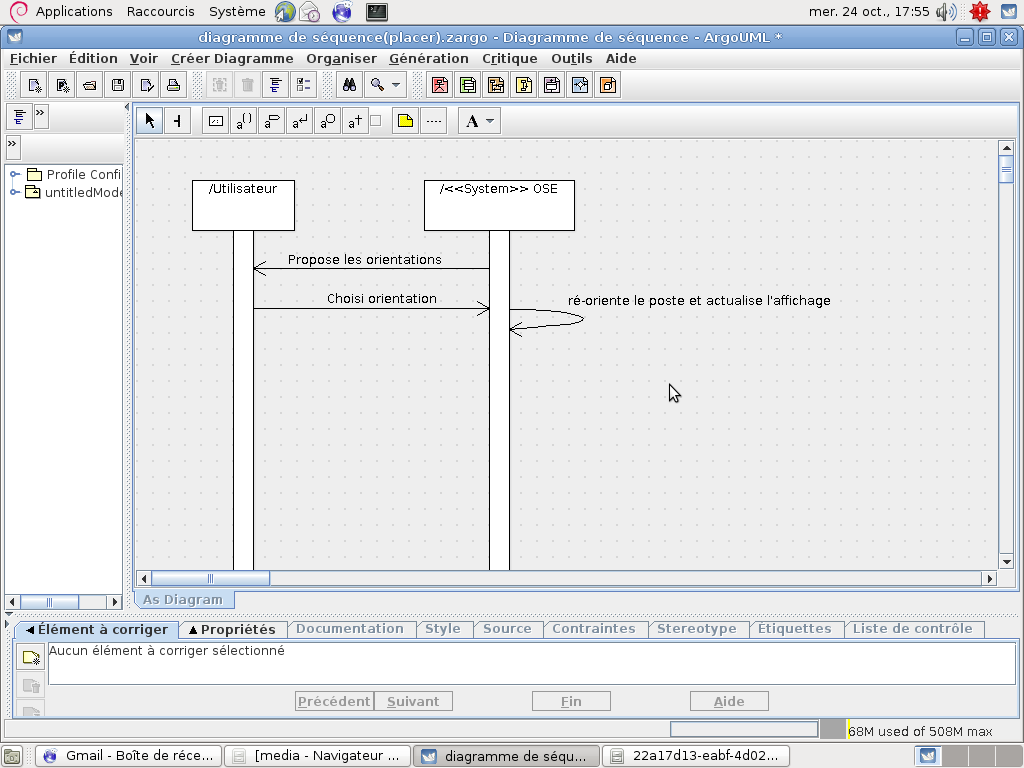 Applications Raccourcis Système mer. 24 oct., 17:55
diagramme de séquence(placer).zargo - Diagramme de séquence - ArgoUML *
Fichier Édition Voir Créer Diagramme Organiser Génération Critique Outils Aide
A
Profile Confi
untitledMode
/Utilisateur
/<<System>> OSE
Propose les orientations
Choisi orientation
ré-oriente le poste et actualise l'affichage
As Diagram
Élément à corriger Propriétés Documentation Style Source Contraintes Stereotype Étiquettes Liste de contrôle
Aucun élément à corriger sélectionné
Précédent Suivant Fin Aide
68M used of 508M max
Gmail - Boîte de réce... [media - Navigateur ... diagramme de séqu... 22a17d13-eabf-4d02...